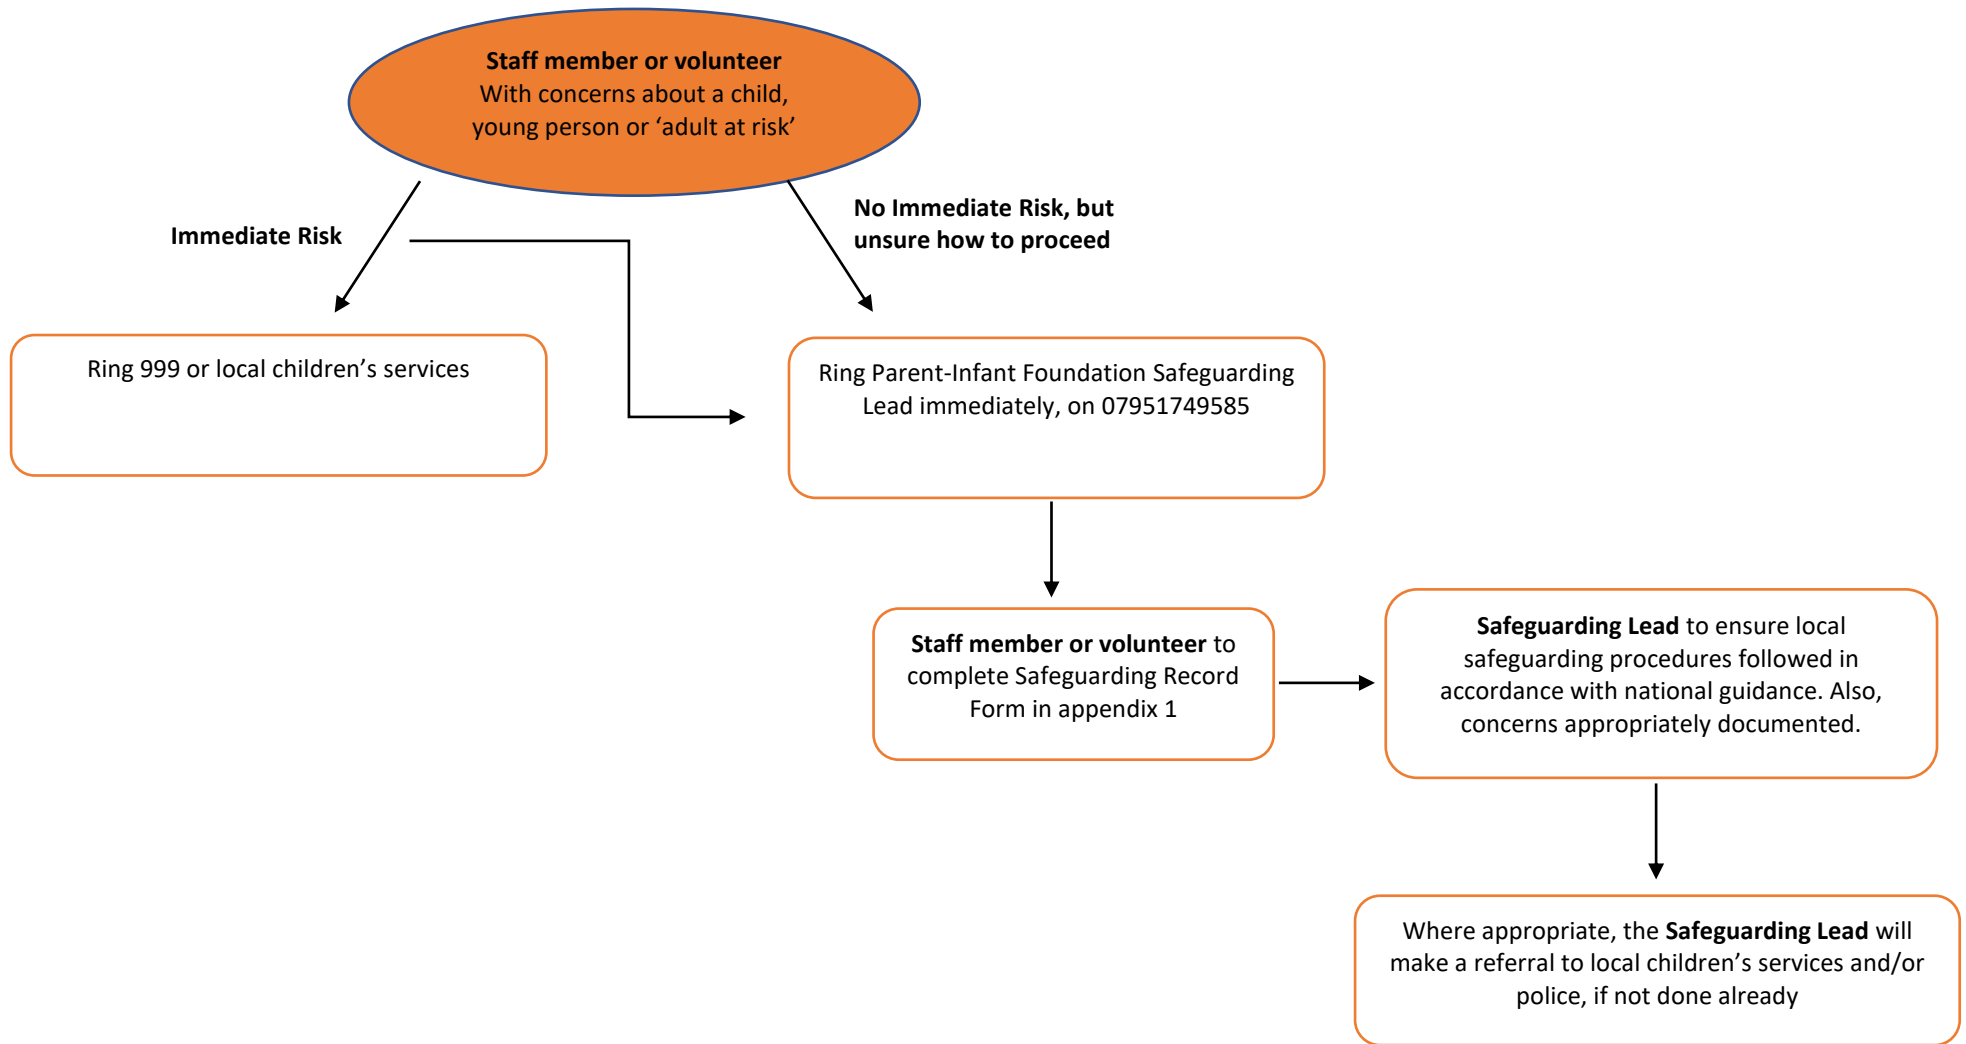 Staff member or volunteer
With concerns about a child,
young person or ‘adult at risk’
Immediate Risk
No Immediate Risk, but
unsure how to proceed
Ring 999 or local children’s services
Ring Parent-Infant Foundation Safeguarding
Lead immediately, on 07951749585
Staff member or volunteer to
complete Safeguarding Record
Form in appendix 1
Safeguarding Lead to ensure local
safeguarding procedures followed in
accordance with national guidance. Also,
concerns appropriately documented.
Where appropriate, the Safeguarding Lead will
make a referral to local children’s services and/or
police, if not done already